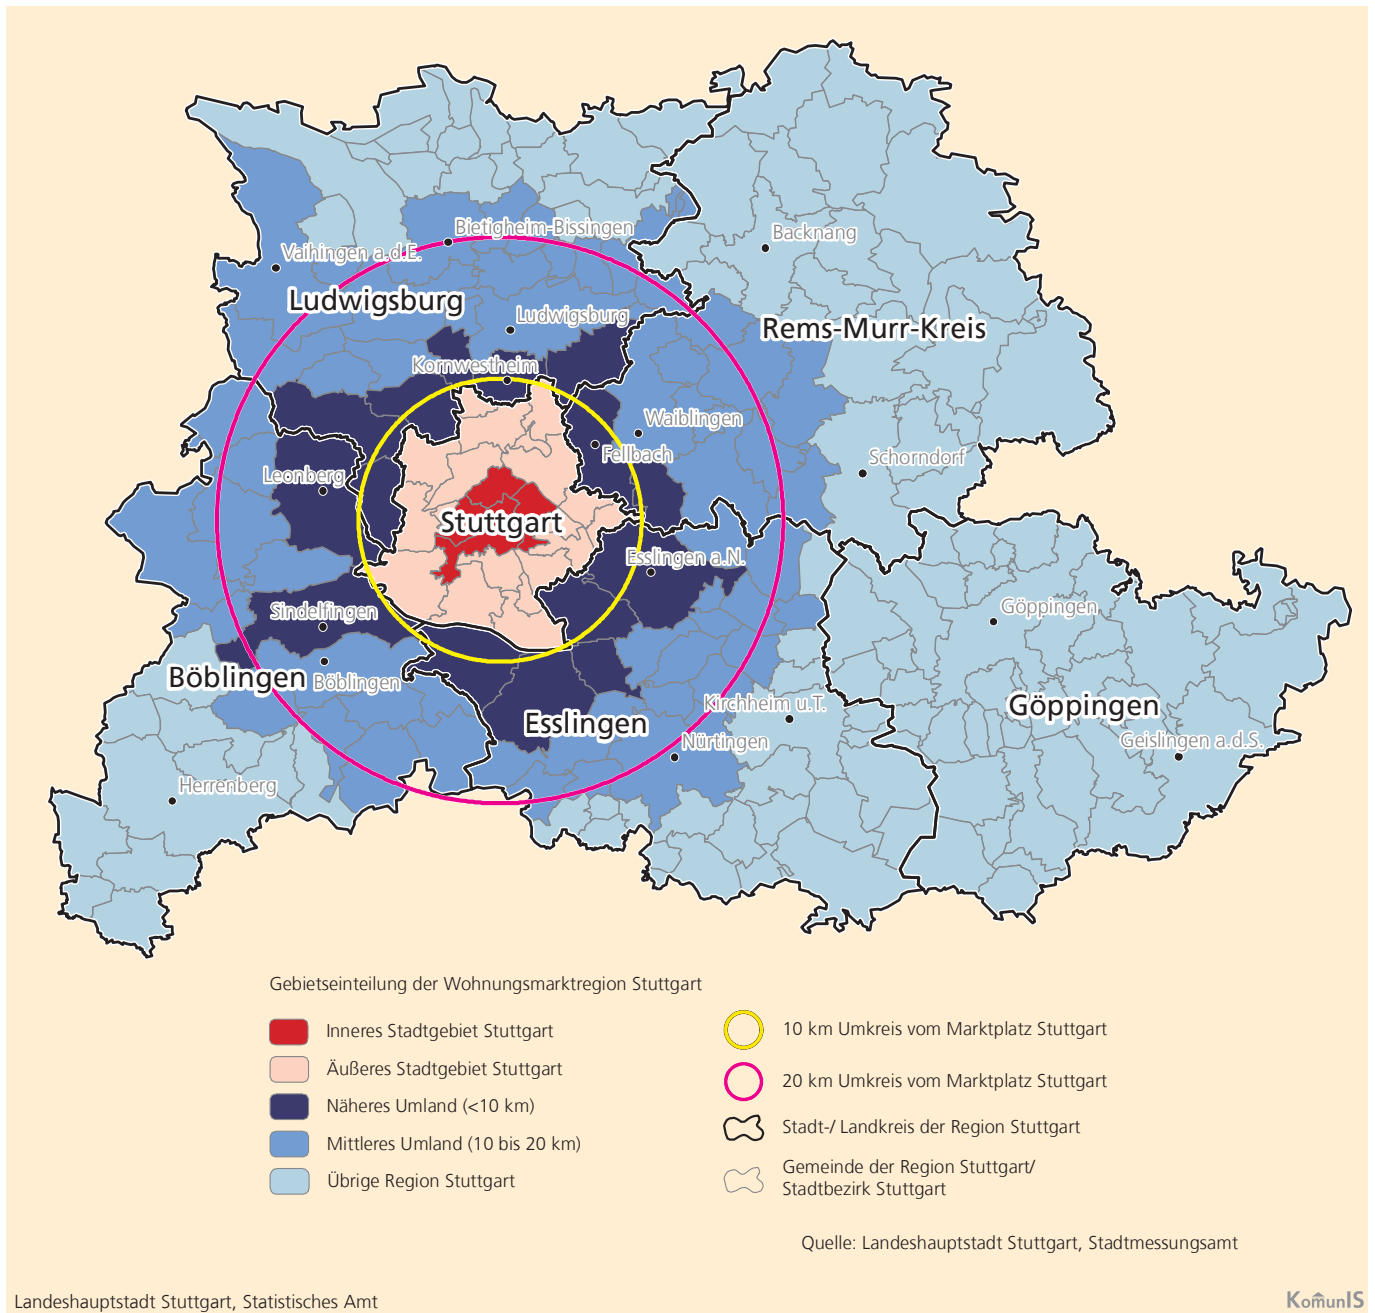 Bietigheim-Bissingen
Backnang
Vaihingen a.d.E.
Ludwigsburg
Ludwigsburg
Rems-Murr-Kreis
Kornwestheim
Waiblingen
Fellbach
Schorndorf
Leonberg
Stuttgart
Esslingen a.N.
Sindelfingen
Göppingen
Böblingen
Böblingen
Kirchheim u.T.
Göppingen
Esslingen
Nürtingen
Geislingen a.d.S.
Herrenberg
Gebietseinteilung der Wohnungsmarktregion Stuttgart
Inneres Stadtgebiet Stuttgart
Äußeres Stadtgebiet Stuttgart
Näheres Umland (<10 km)
Mittleres Umland (10 bis 20 km)
Übrige Region Stuttgart
10 km Umkreis vom Marktplatz Stuttgart
20 km Umkreis vom Marktplatz Stuttgart
Stadt-/ Landkreis der Region Stuttgart
Gemeinde der Region Stuttgart/
Stadtbezirk Stuttgart
Quelle: Landeshauptstadt Stuttgart, Stadtmessungsamt
Landeshauptstadt Stuttgart, Statistisches Amt
KomunIS